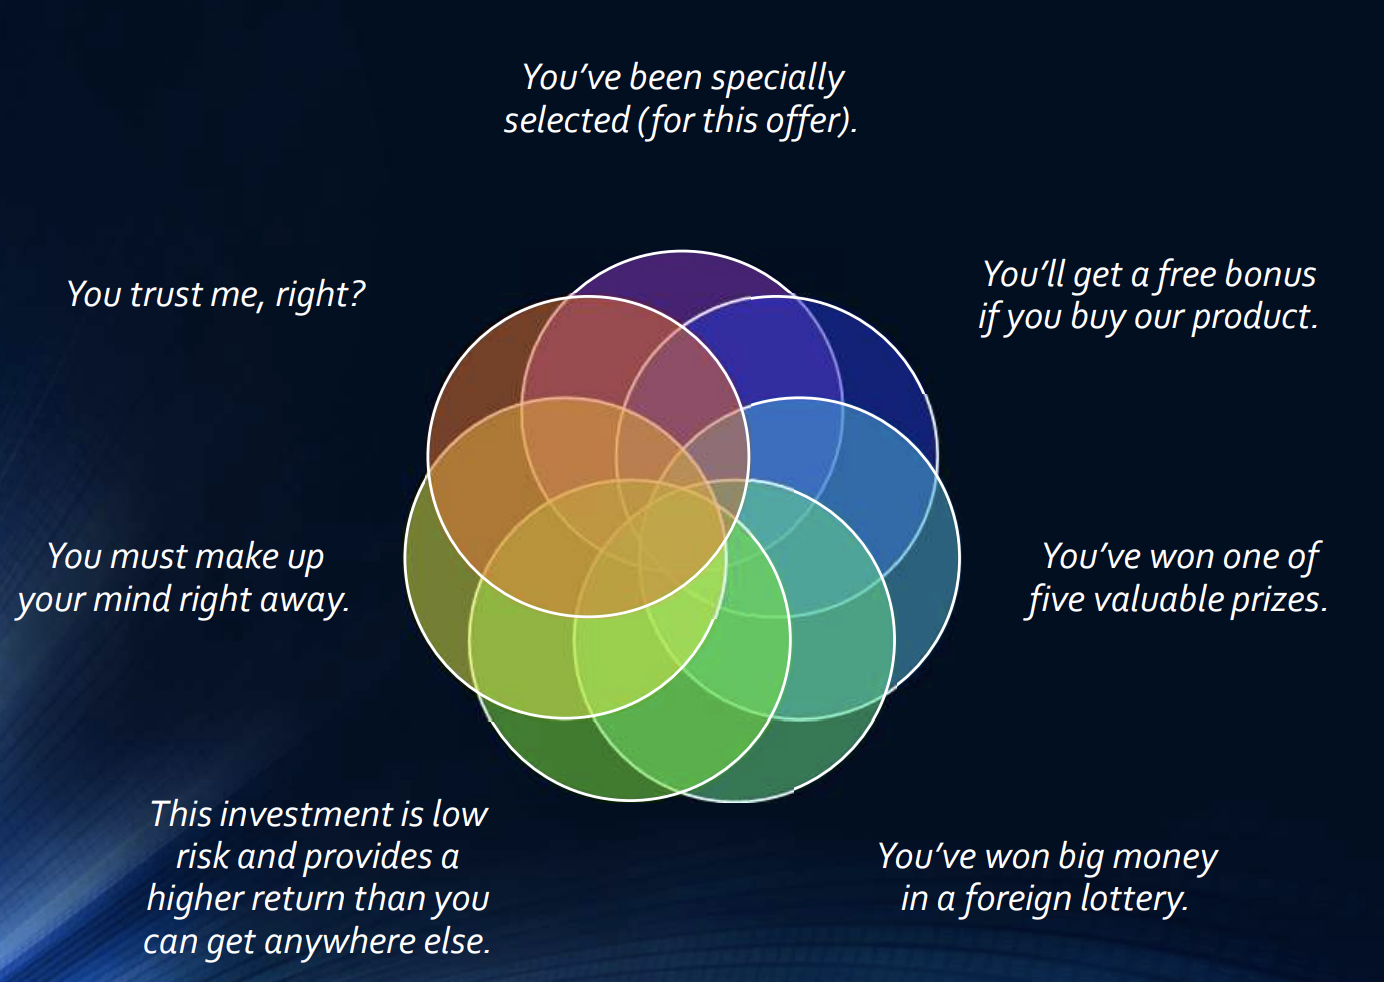 You've been specially
selected (for this offer).
You trust me, right?
You'll get a free bonus
if you buy our product.
You must make up
your mind right away.
You've won one of
five valuable prizes.
This investment is low
risk and provides a
higher return than you
can get anywhere else.
You've won big money
in a foreign lottery.